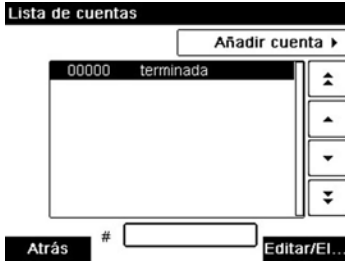 Lista de cuentas
Añadir cuenta
00000 terminada
#
Atrás
Editar/El...